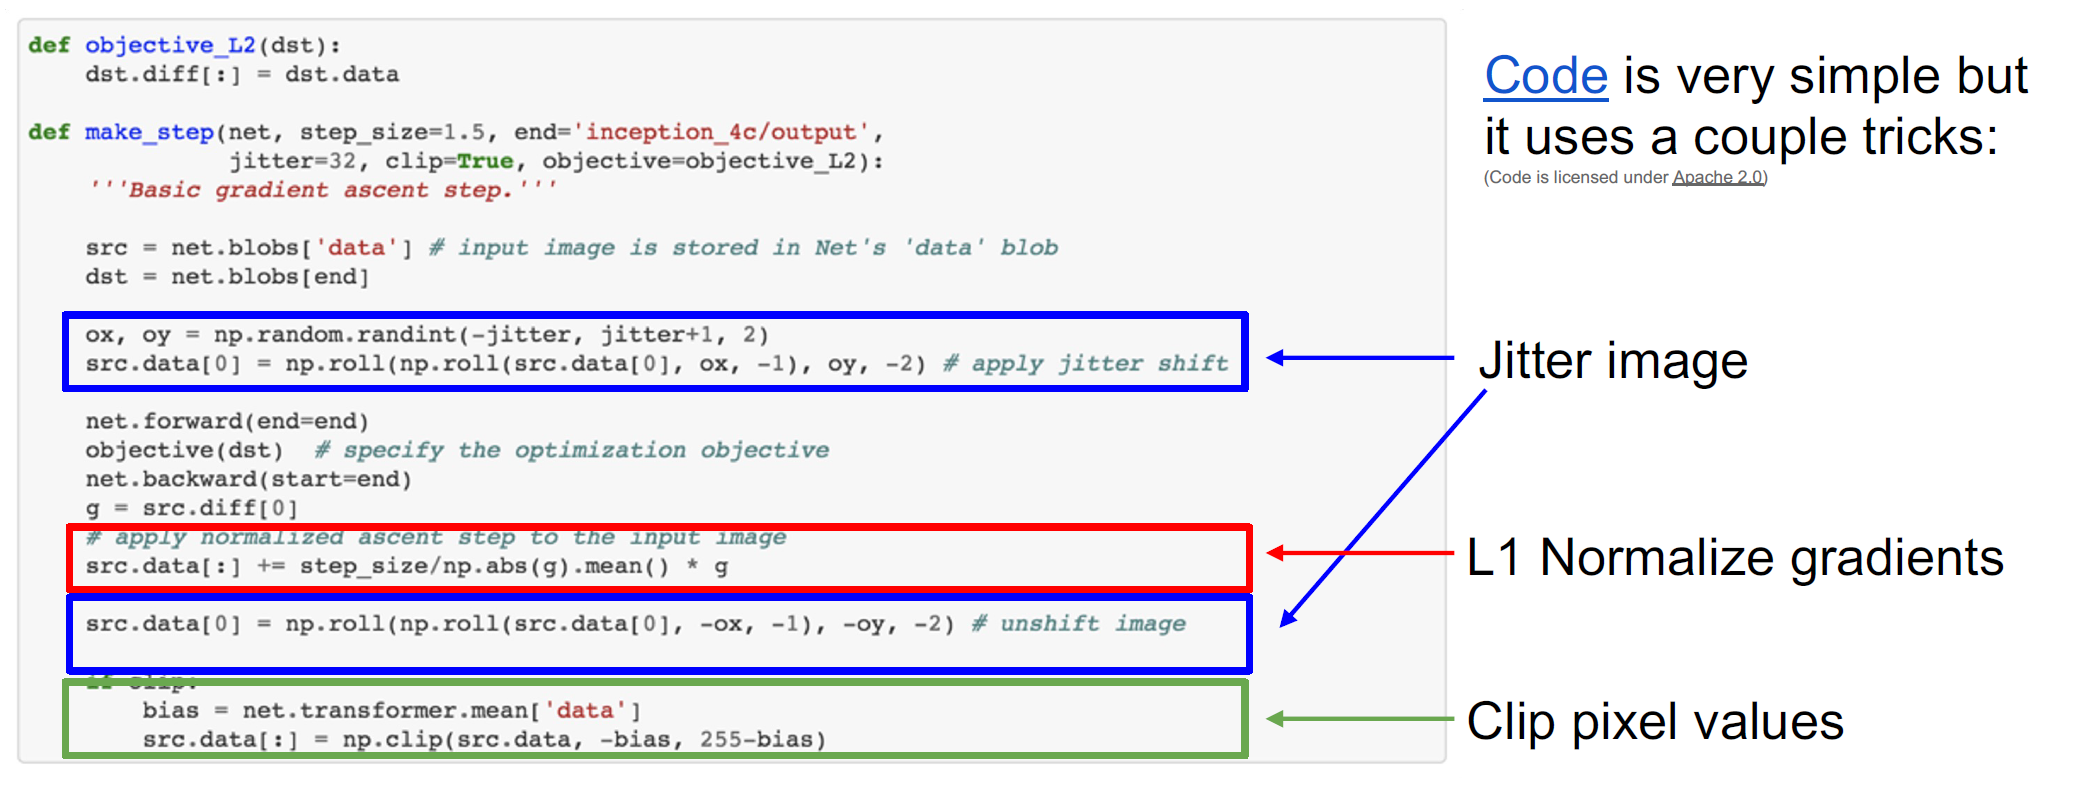 def objective_L2(dst):
    dst.diff[:] = dst.data

def make_step(net, step_size=1.5, end='inception_4c/output',
              jitter=32, clip=True, objective=objective_L2):
    '''Basic gradient ascent step.'''

    src = net.blobs['data'] # input image is stored in Net's 'data' blob
    dst = net.blobs[end]

    ox, oy = np.random.randint(-jitter, jitter+1, 2)
    src.data[0] = np.roll(np.roll(src.data[0], ox, -1), oy, -2) # apply jitter shift

    net.forward(end=end)
    objective(dst)  # specify the optimization objective
    net.backward(start=end)
    g = src.diff[0]
    # apply normalized ascent step to the input image
    src.data[:] += step_size/np.abs(g).mean() * g

    src.data[0] = np.roll(np.roll(src.data[0], -ox, -1), -oy, -2) # unshift image

    if clip:
        bias = net.transformer.mean['data']
        src.data[:] = np.clip(src.data, -bias, 255-bias)
Code is very simple but
it uses a couple tricks:
(Code is licensed under Apache 2.0)
Jitter image
L1 Normalize gradients
Clip pixel values